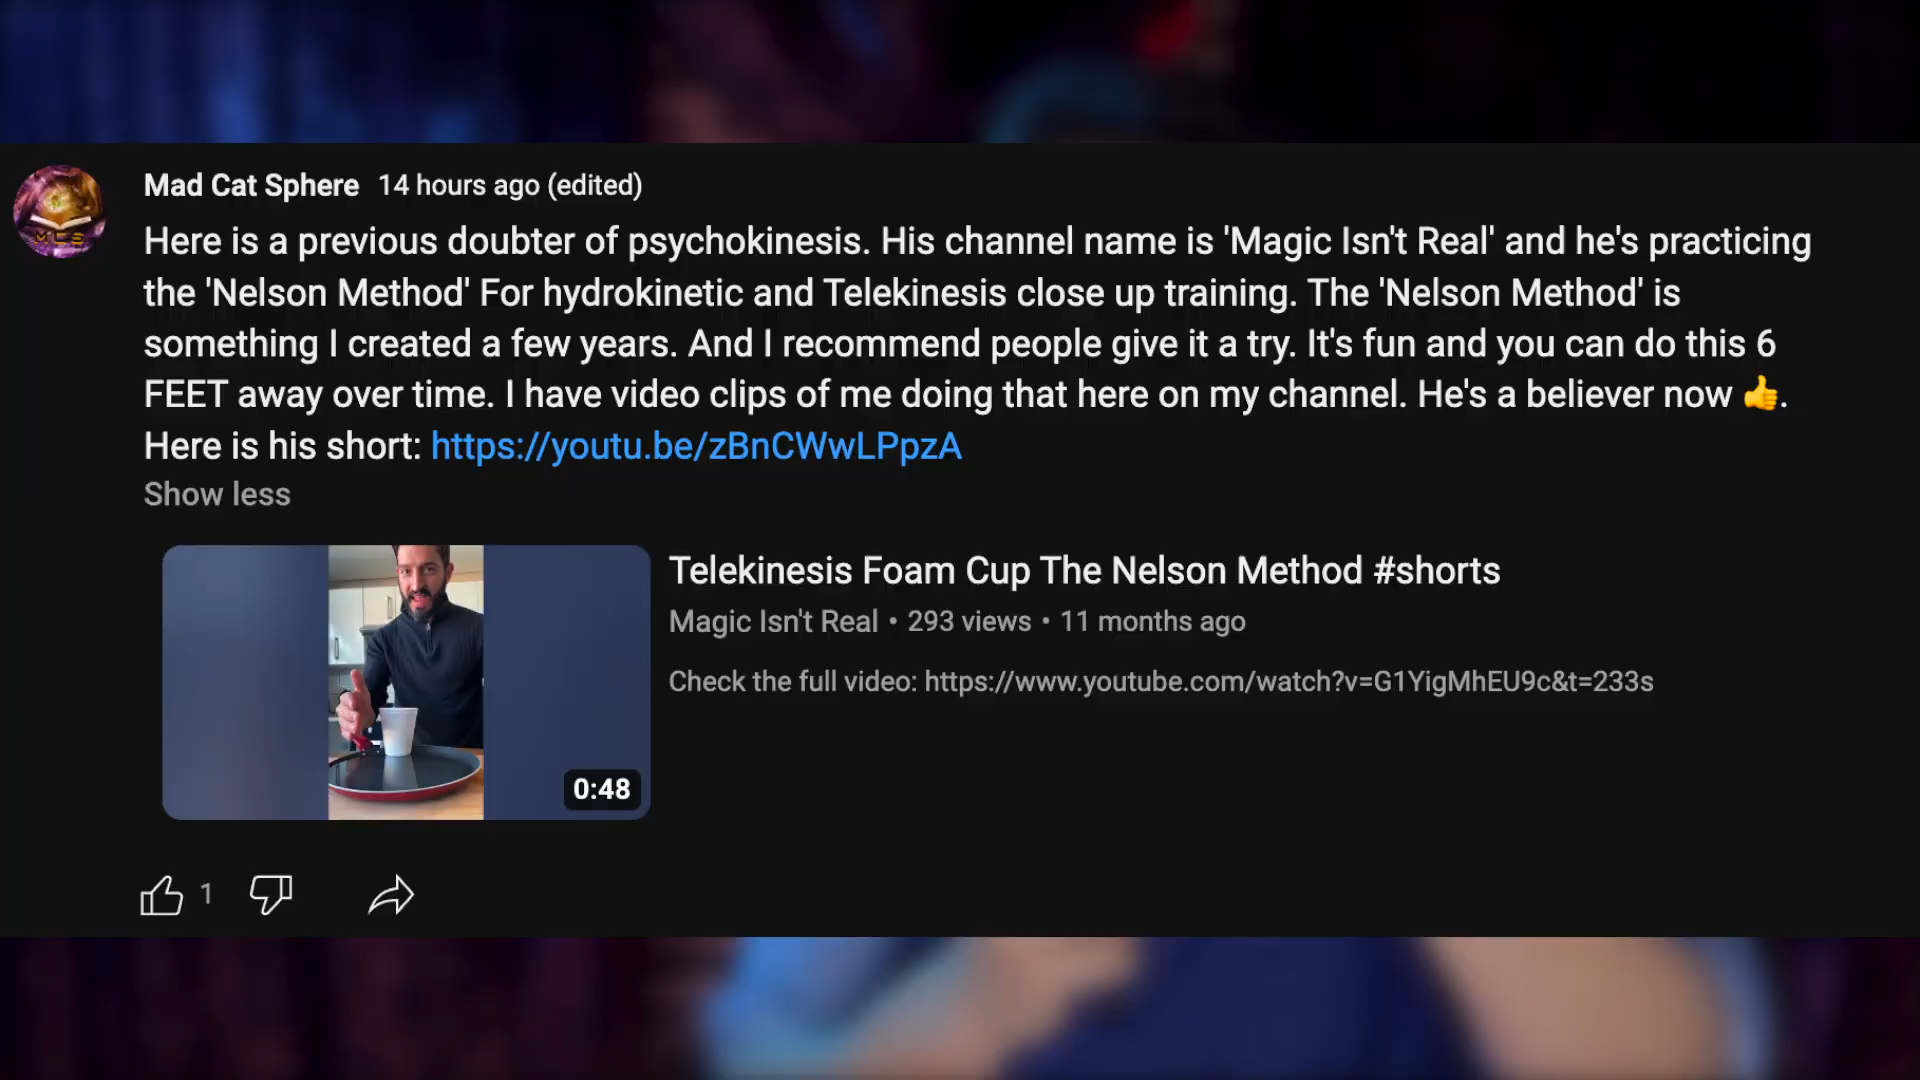 Mad Cat Sphere 14 hours ago (edited)
Here is a previous doubter of psychokinesis. His channel name is 'Magic Isn't Real' and he's practicing
the 'Nelson Method' For hydrokinetic and Telekinesis close up training. The 'Nelson Method' is
something I created a few years. And I recommend people give it a try. It's fun and you can do this 6
FEET away over time. I have video clips of me doing that here on my channel. He's a believer now 👍.
Here is his short: https://youtu.be/zBnCWwLPpzA
Show less
Telekinesis Foam Cup The Nelson Method #shorts
Magic Isn't Real • 293 views • 11 months ago
Check the full video: https://www.youtube.com/watch?v=G1YigMhEU9c&t=233s
0:48
1